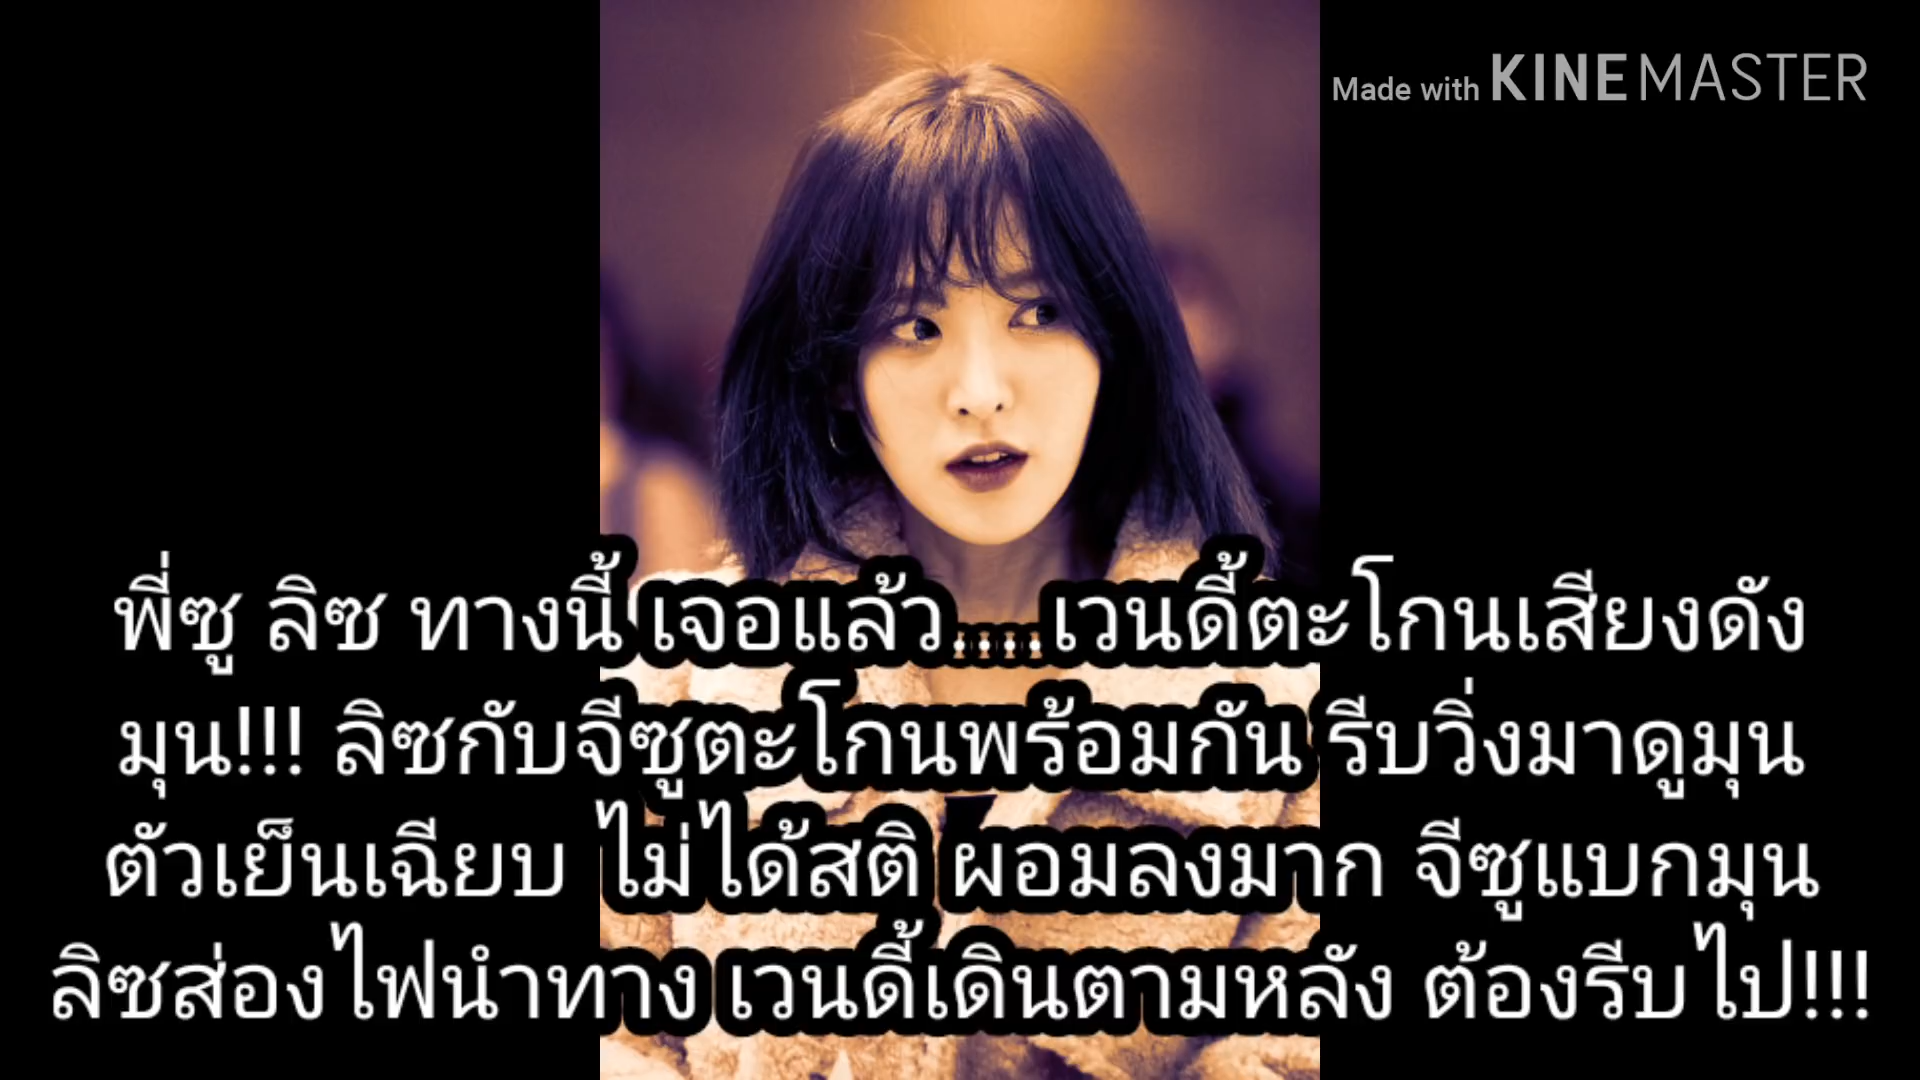 Made with KINEMASTER
พี่ซู ลิซ ทางนี้ เจอแล้ว,,,,,เวนดี้ตะโกนเสียงดัง
มุน!!! ลิซกับจีซูตะโกนพร้อมกัน รีบวิ่งมาดูมุน
ตัวเย็นเฉียบ ไม่ได้สติ ผอมลงมาก จีซูแบกมุน
ลิซส่องไฟนำทาง เวนดี้เดินตามหลัง ต้องรีบไป!!!